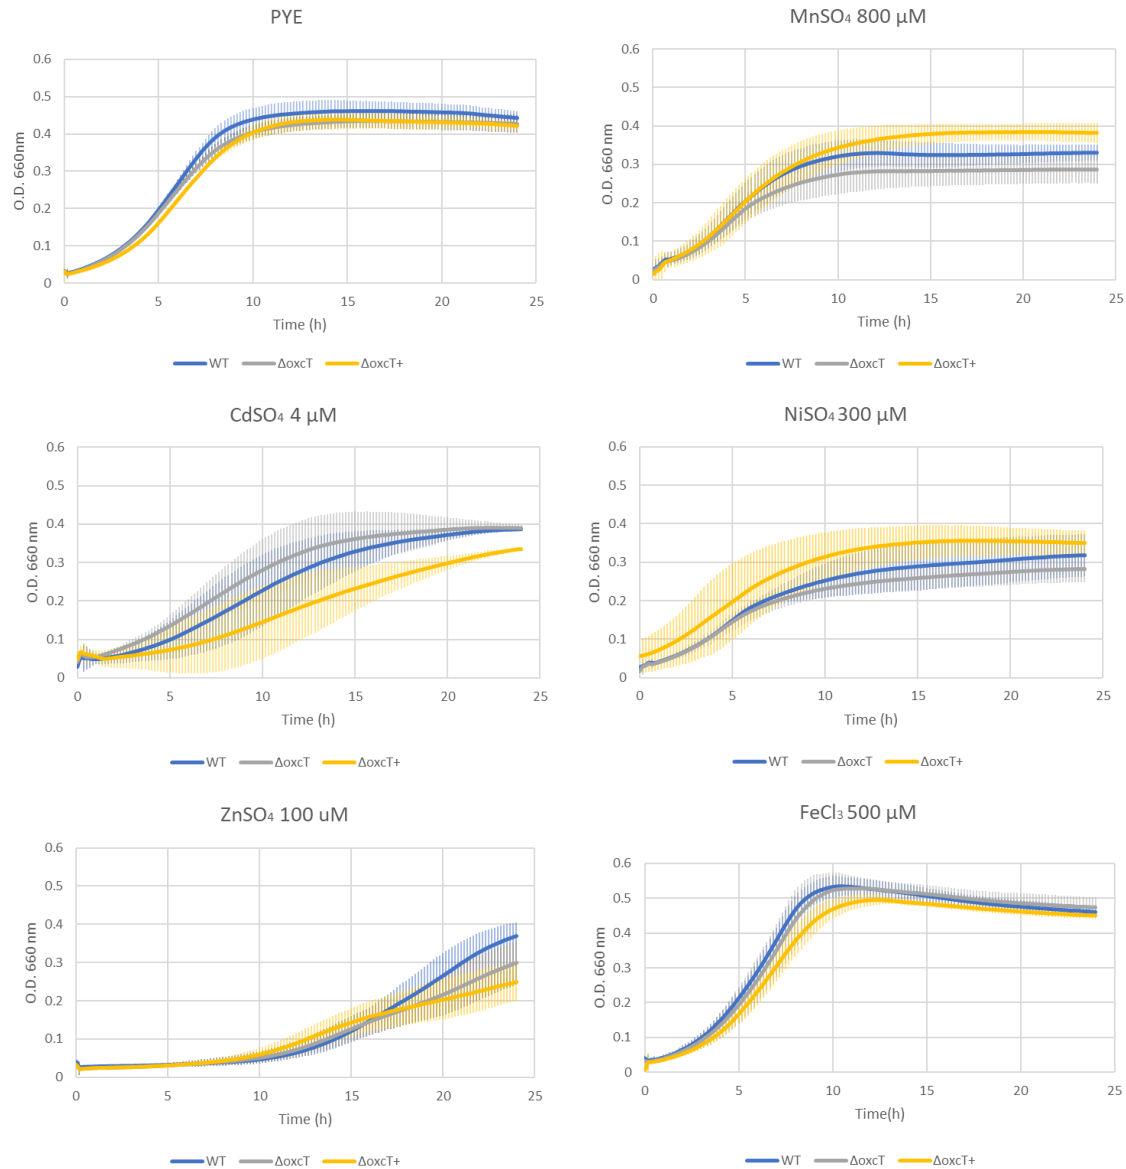 PYE
O.D. 660nm
0.6
0.5
0.4
0.3
0.2
0.1
0
0 5 10 15 20 25
Time (h)
WT ΔoxcT ΔoxcT+
MnSO₄ 800 µM
O.D. 660 nm
0.6
0.5
0.4
0.3
0.2
0.1
0
0 5 10 15 20 25
Time (h)
WT ΔoxcT ΔoxcT+
CdSO₄ 4 µM
O.D. 660 nm
0.6
0.5
0.4
0.3
0.2
0.1
0
0 5 10 15 20 25
Time (h)
WT ΔoxcT ΔoxcT+
NiSO₄ 300 µM
O.D. 660 nm
0.6
0.5
0.4
0.3
0.2
0.1
0
0 5 10 15 20 25
Time (h)
WT ΔoxcT ΔoxcT+
ZnSO₄ 100 uM
O.D. 660 nm
0.6
0.5
0.4
0.3
0.2
0.1
0
0 5 10 15 20 25
Time (h)
WT ΔoxcT ΔoxcT+
FeCl₃ 500 µM
O.D. 660 nm
0.6
0.5
0.4
0.3
0.2
0.1
0
0 5 10 15 20 25
Time(h)
WT ΔoxcT ΔoxcT+